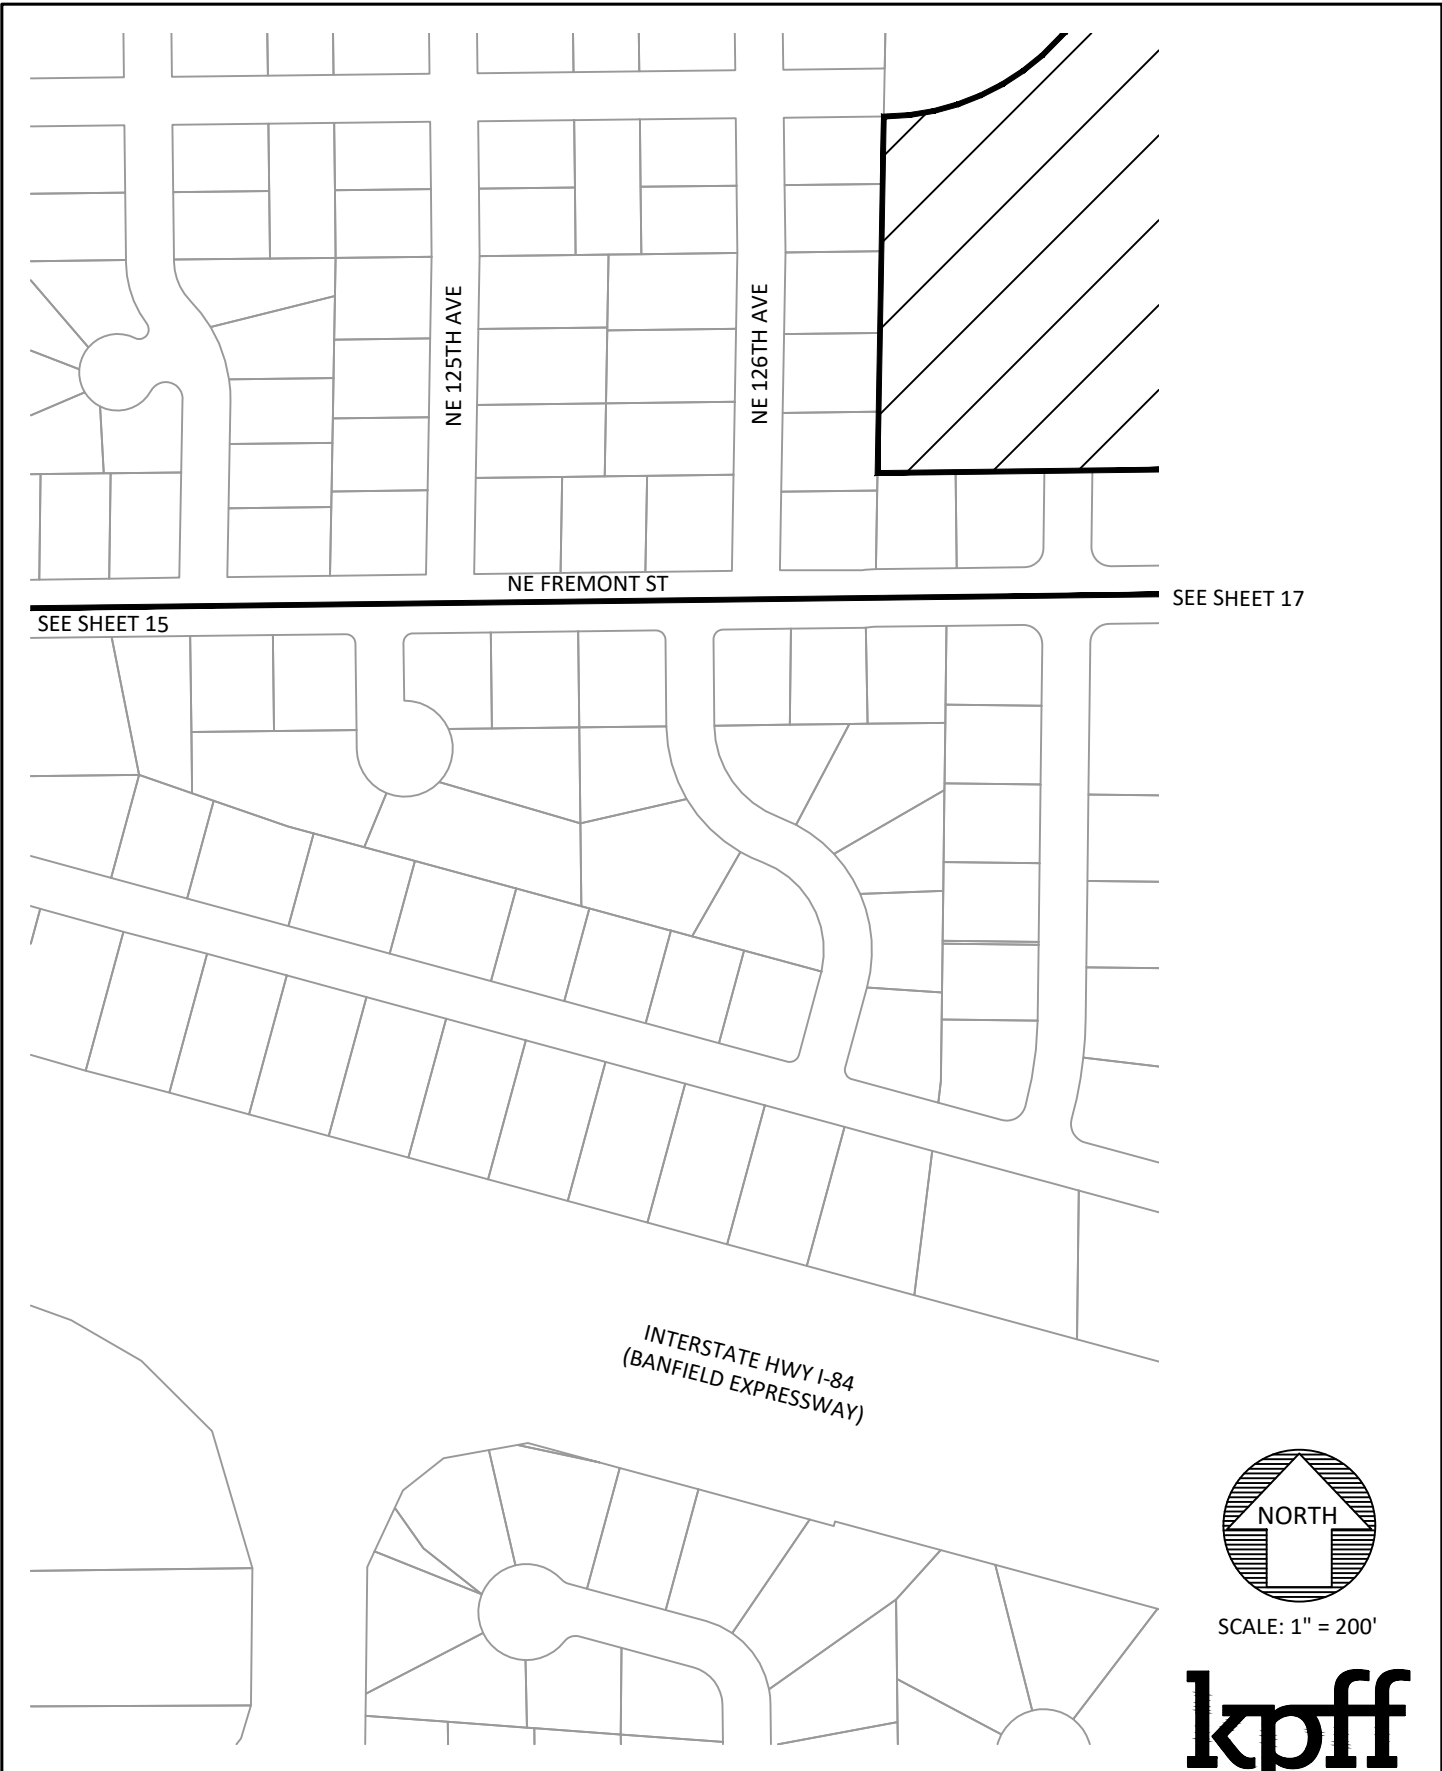 NE 125TH AVE
NE 126TH AVE
NE FREMONT ST
SEE SHEET 17
SEE SHEET 15
INTERSTATE HWY I-84
(BANFIELD EXPRESSWAY)
NORTH
SCALE: 1" = 200'
kpff